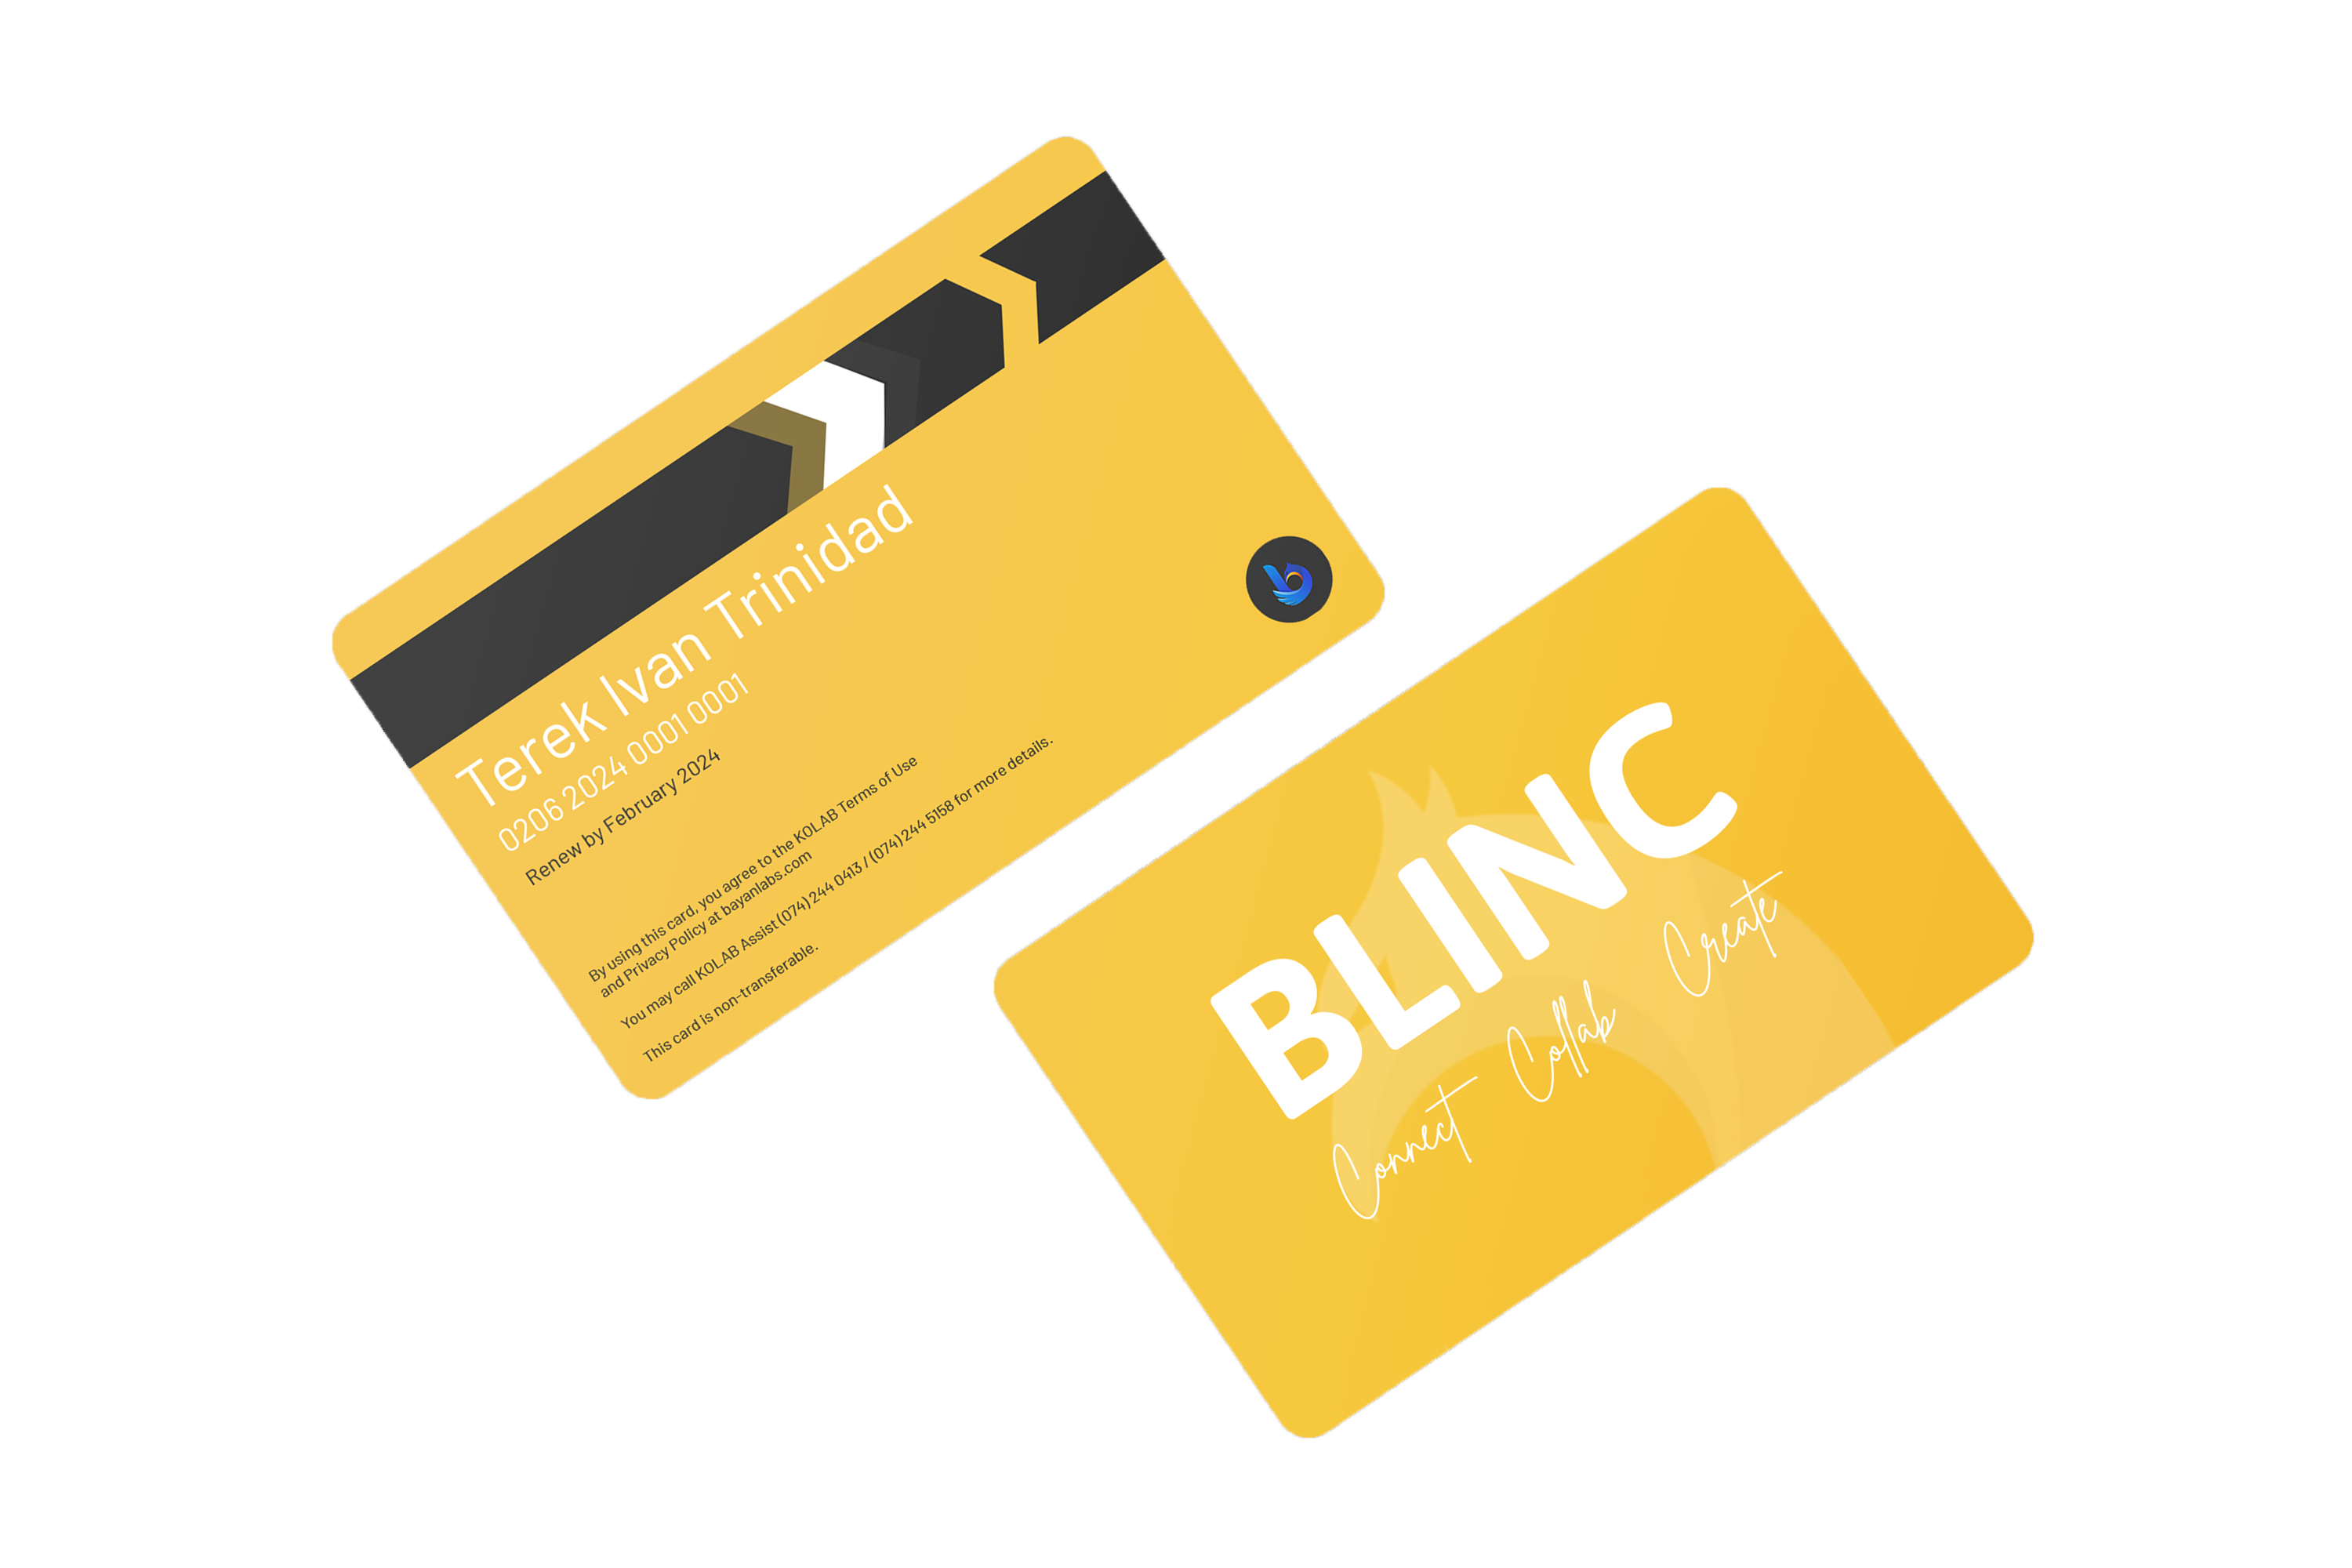 Terek Ivan Trinidad
0206 2024 0001 0001
Renew by February 2024
By using this card, you agree to the KOLAB Terms of Use
and Privacy Policy at bayanlabs.com
You may call KOLAB Assist (074) 244 0413 / (074) 244 5158 for more details.
This card is non-transferable.
BLINC
Connect Collab Create